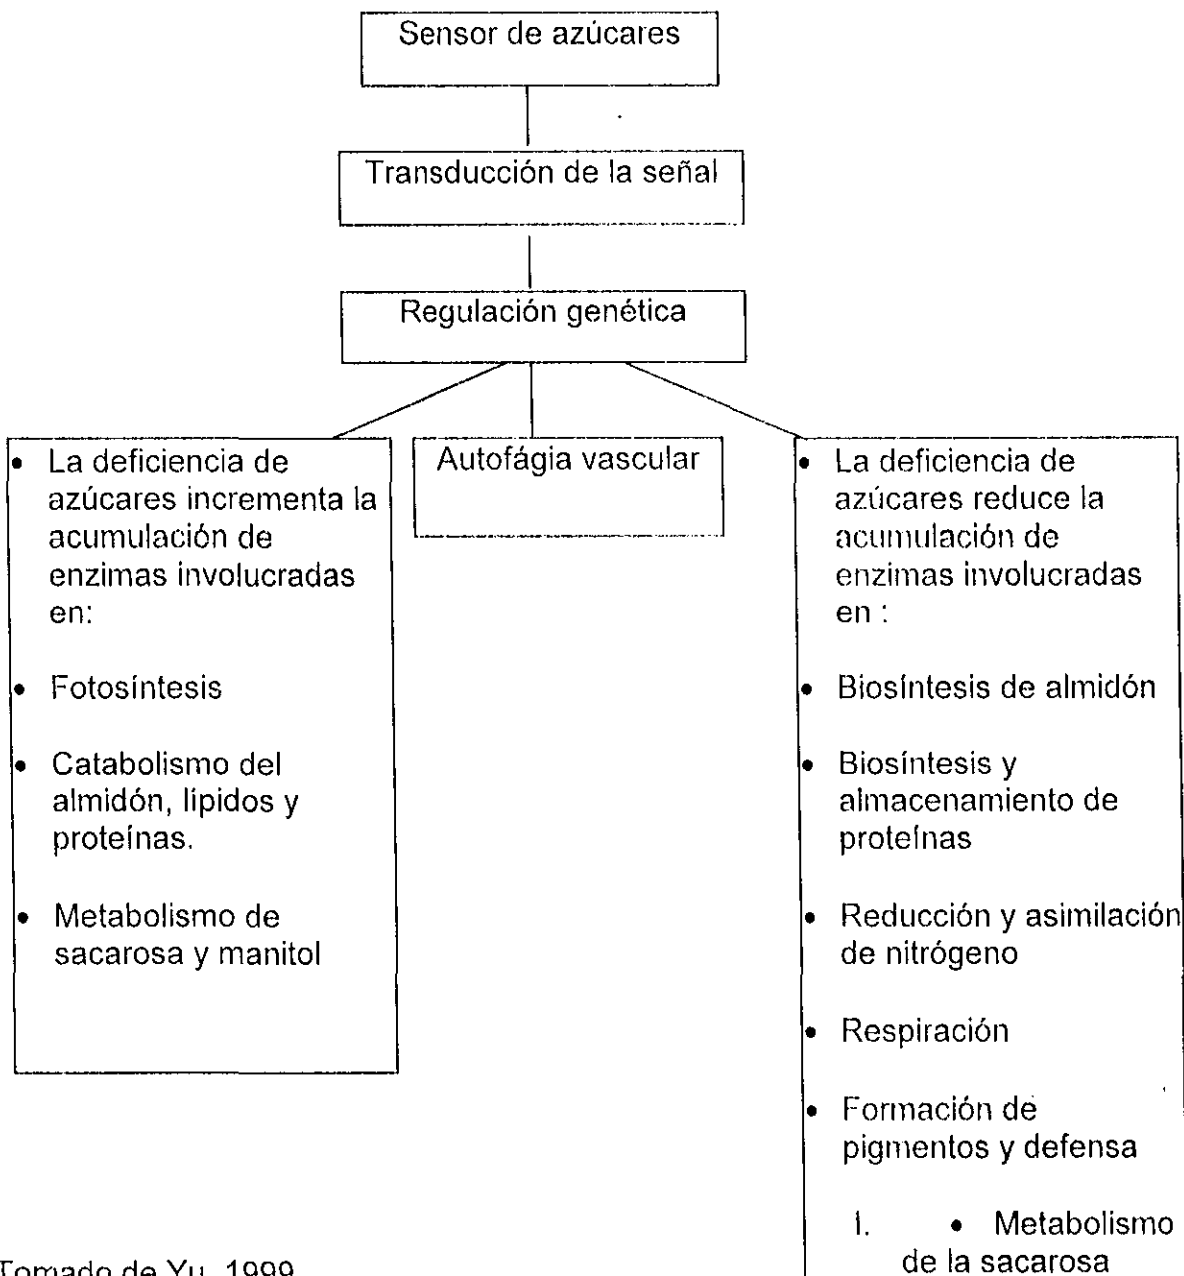 Sensor de azúcares
Transducción de la señal
Regulación genética
• La deficiencia de
azúcares incrementa la
acumulación de
enzimas involucradas
en:
• Fotosíntesis
• Catabolismo del
almidón, lípidos y
proteínas.
• Metabolismo de
sacarosa y manitol
Autofágia vascular
• La deficiencia de
azúcares reduce la
acumulación de
enzimas involucradas
en :
• Biosíntesis de almidón
• Biosíntesis y
almacenamiento de
proteínas
• Reducción y asimilación
de nitrógeno
• Respiración
• Formación de
pigmentos y defensa
I. • Metabolismo
de la sacarosa
Tomado de Yu, 1999